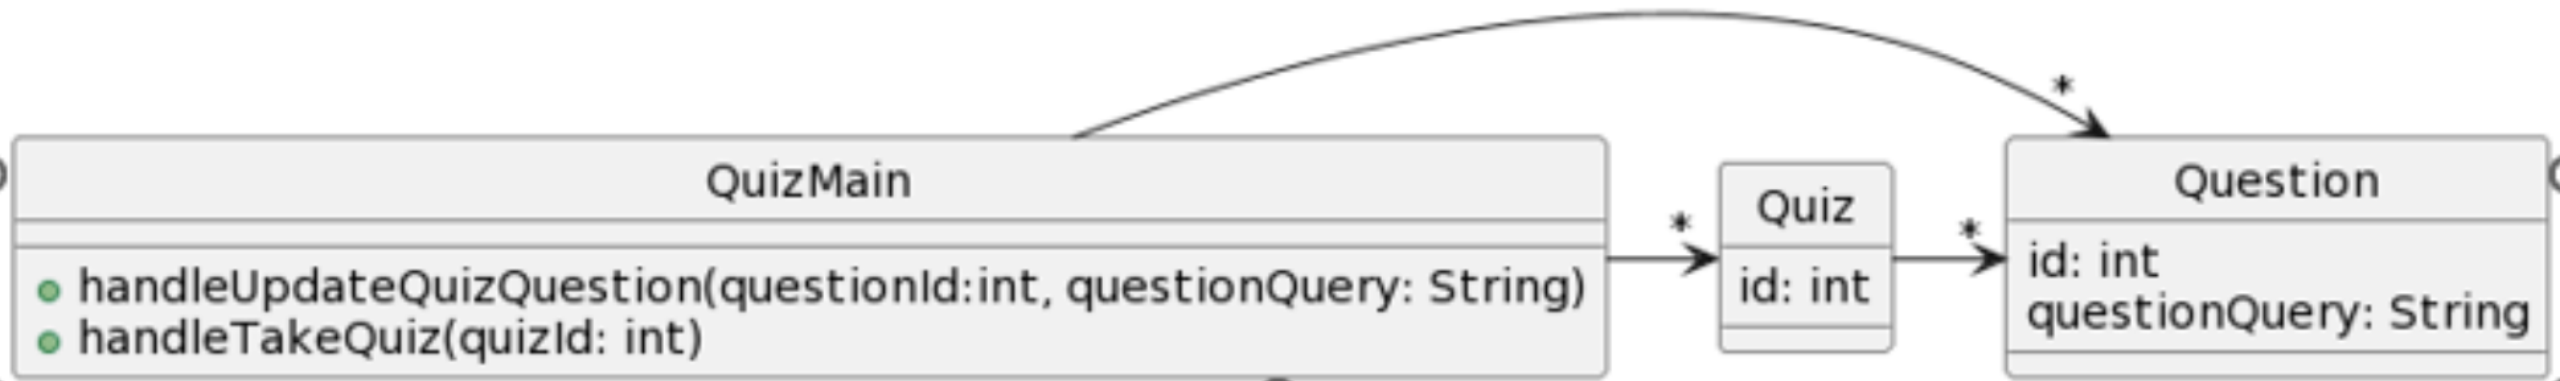 *
QuizMain
handleUpdateQuizQuestion(questionId:int, questionQuery: String)
handleTakeQuiz(quizId: int)
*
Quiz
id: int
*
Question
id: int
questionQuery: String